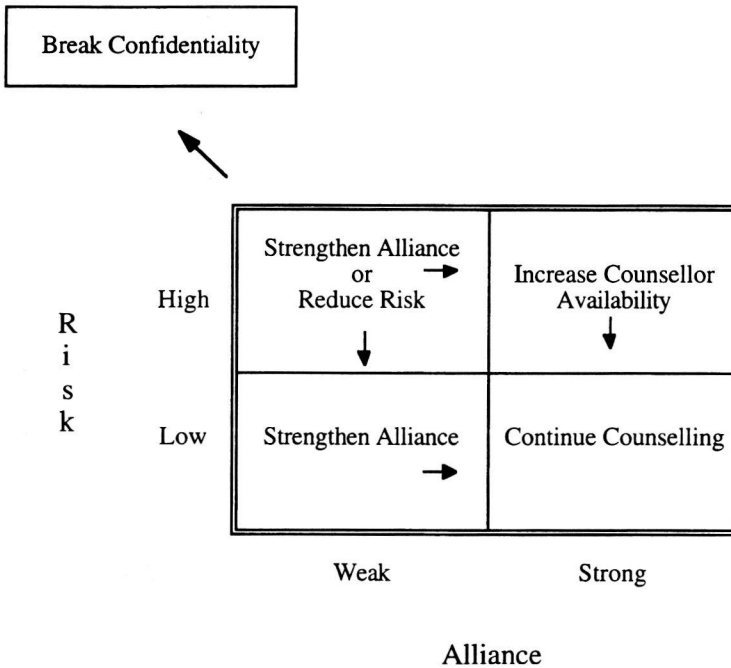 Break Confidentiality
Strengthen Alliance
or
Reduce Risk
Increase Counsellor
Availability
High
Risk
Low
Strengthen Alliance
Continue Counselling
Weak
Strong
Alliance